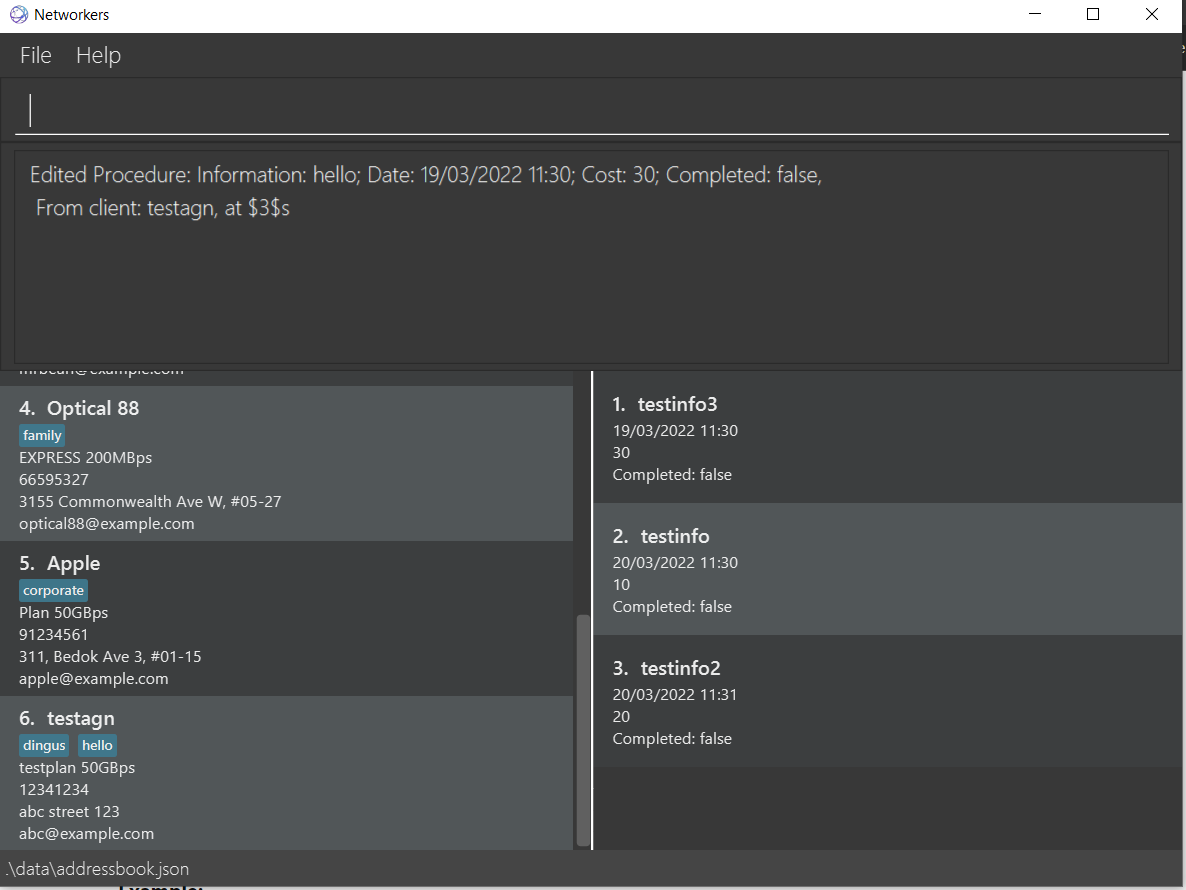 Networkers
File Help
Edited Procedure: Information: hello; Date: 19/03/2022 11:30; Cost: 30; Completed: false,
From client: testagn, at $3$s
mrbean@example.com
4. Optical 88
family
EXPRESS 200MBps
66595327
3155 Commonwealth Ave W, #05-27
optical88@example.com
5. Apple
corporate
Plan 50GBps
91234561
311, Bedok Ave 3, #01-15
apple@example.com
6. testagn
dingus hello
testplan 50GBps
12341234
abc street 123
abc@example.com
1. testinfo3
19/03/2022 11:30
30
Completed: false
2. testinfo
20/03/2022 11:30
10
Completed: false
3. testinfo2
20/03/2022 11:31
20
Completed: false
.\data\addressbook.json
Example: